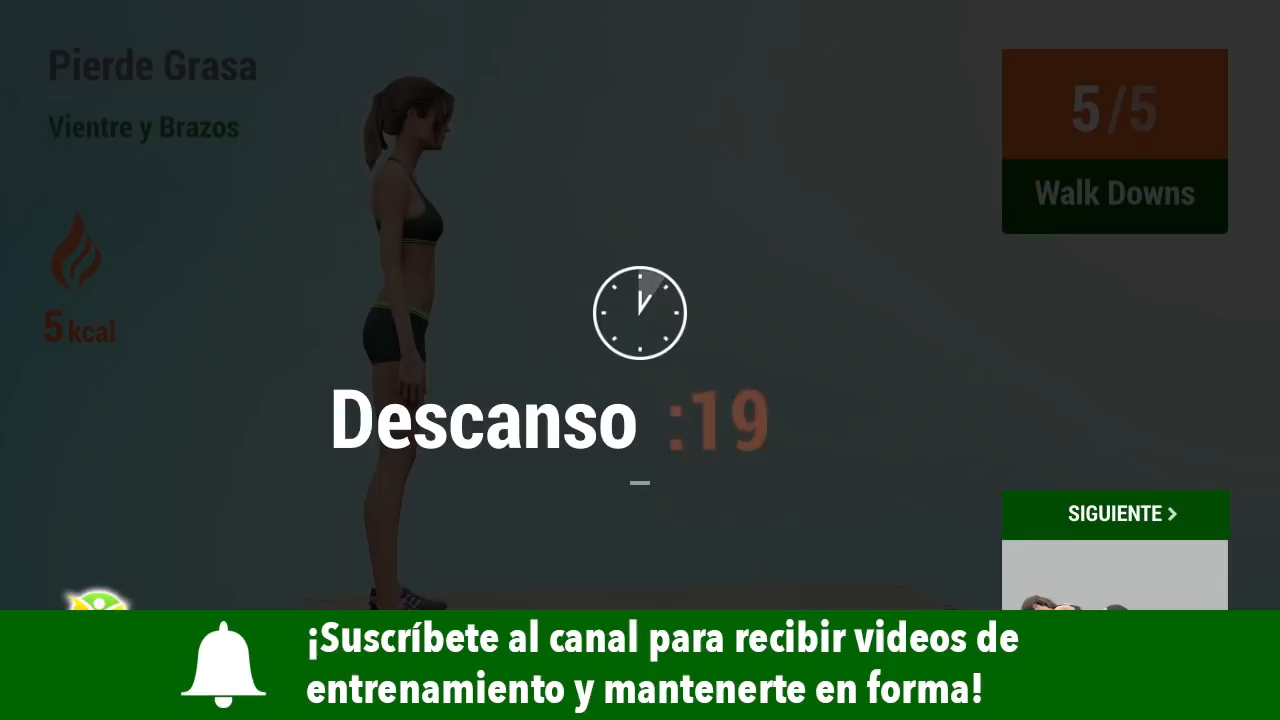 Pierde Grasa
Vientre y Brazos
5/5
Walk Downs
5 kcal
Descanso :19
SIGUIENTE >
¡Suscríbete al canal para recibir videos de
entrenamiento y mantenerte en forma!